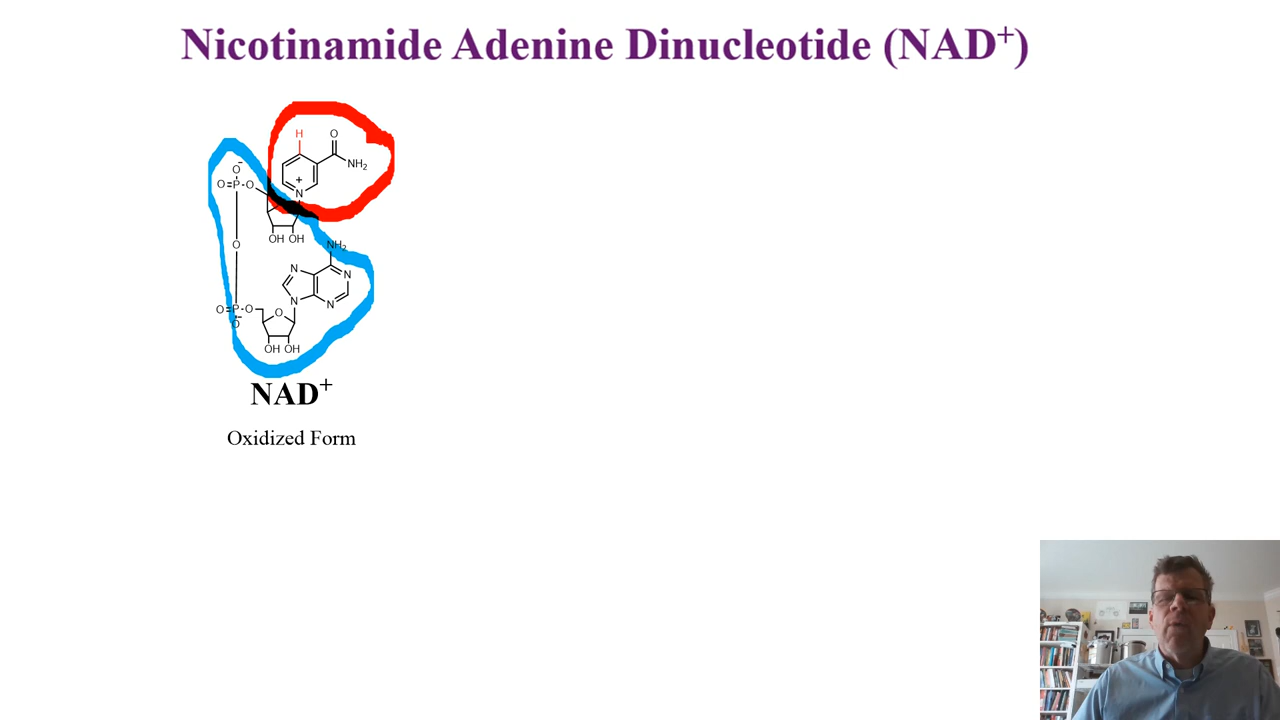 Nicotinamide Adenine Dinucleotide (NAD⁺)
H O
NH₂
O⁻
O=P-O
+
N
OH OH
O
NH₂
N N
N N
O=P-O O
O⁻
OH OH
NAD⁺
Oxidized Form